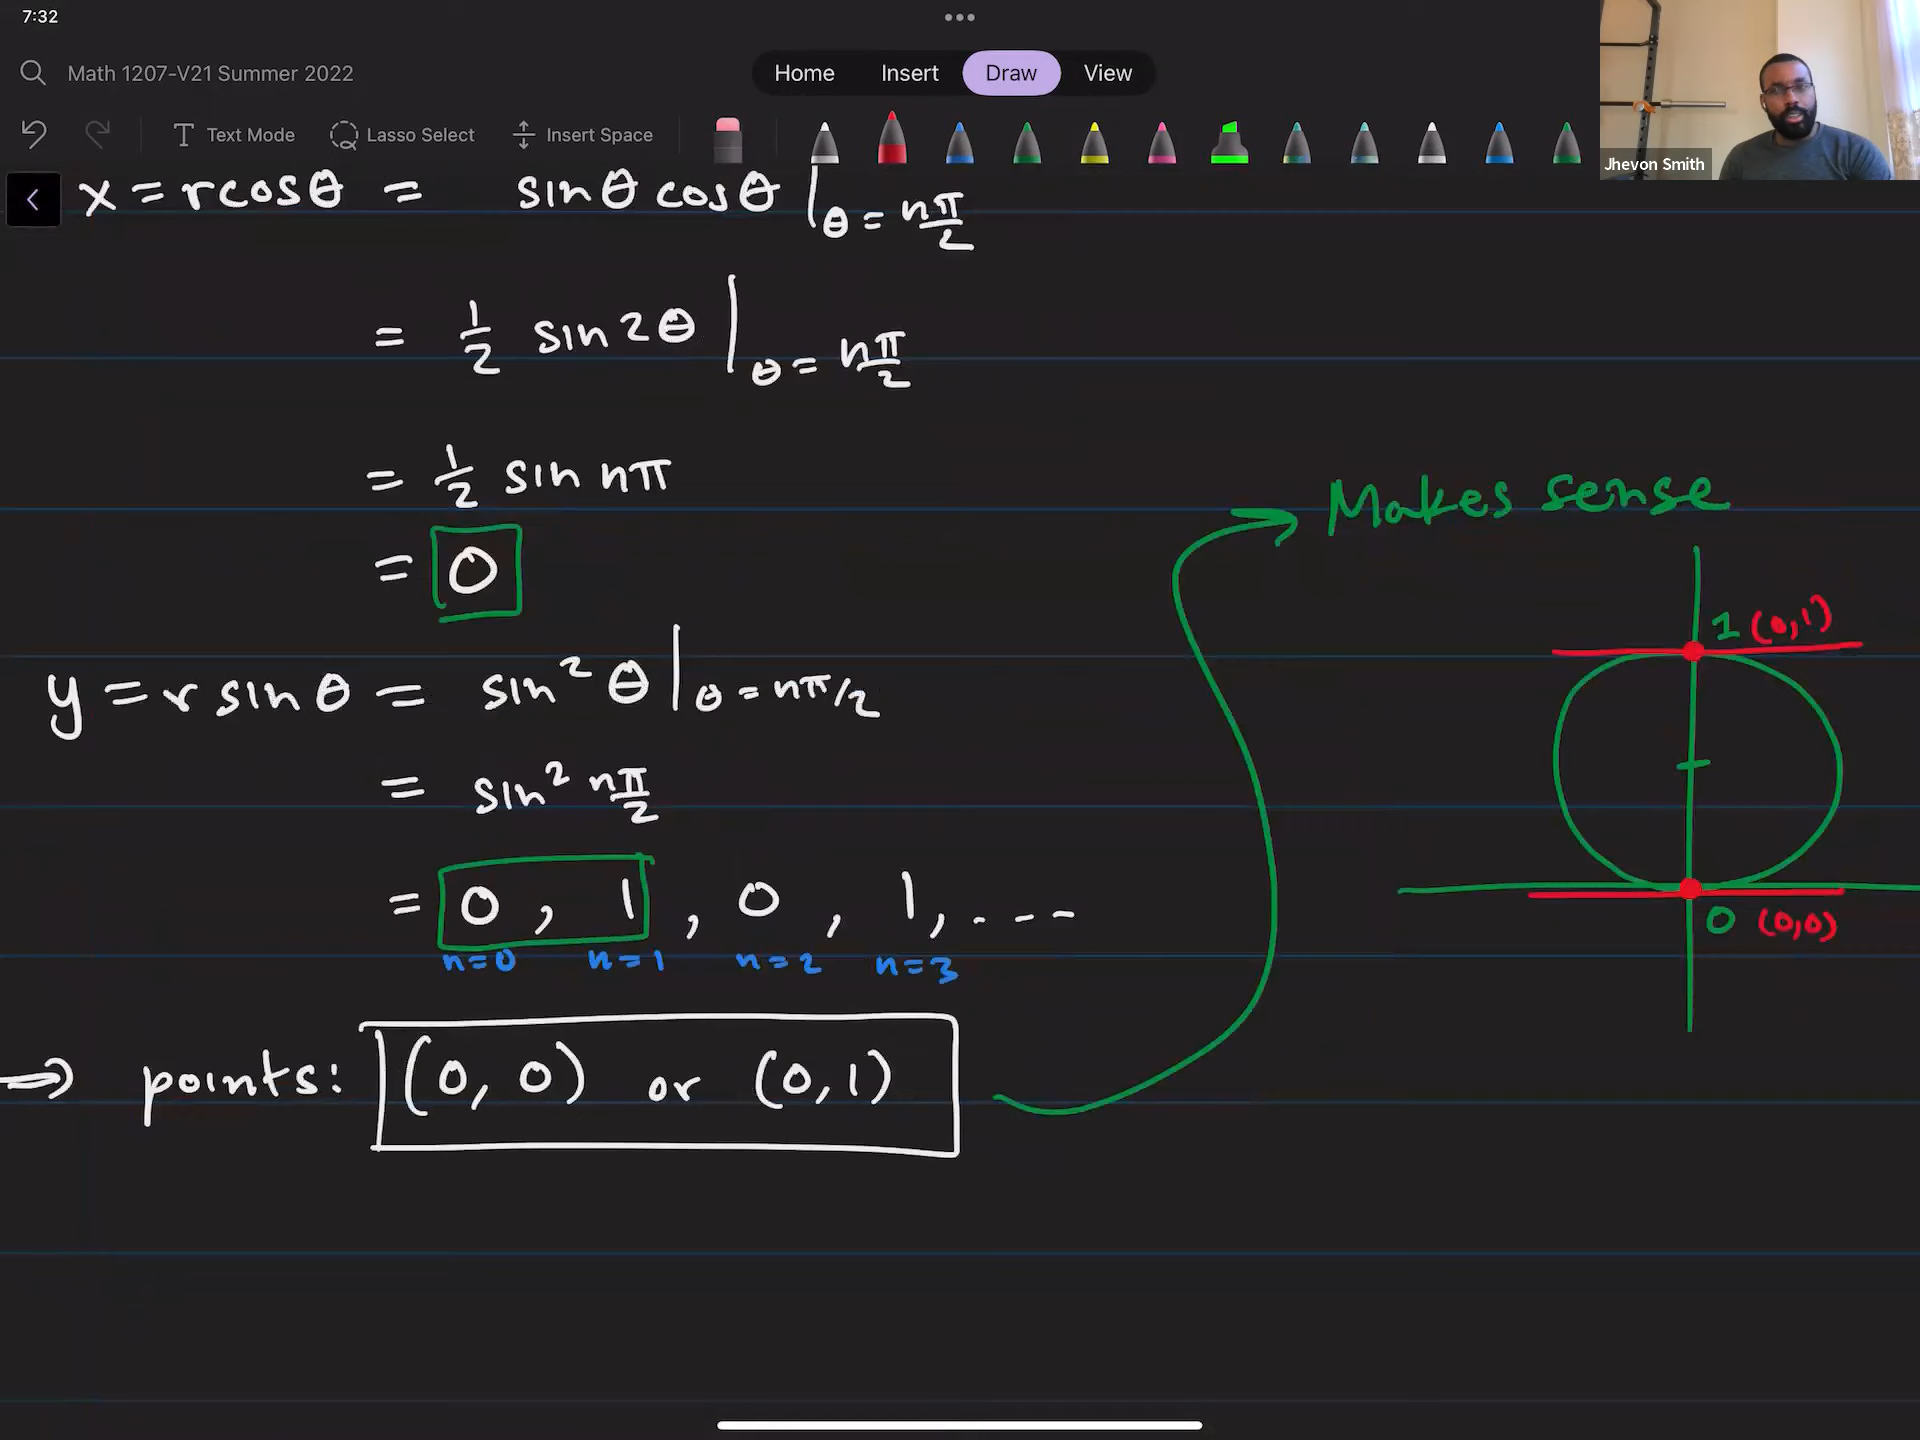 7:32
Math 1207-V21 Summer 2022
Home Insert Draw View
Text Mode Lasso Select Insert Space
Jhevon Smith
x = rcosθ = sinθ cosθ |θ = nπ/2
= 1/2 sin 2θ |θ = nπ/2
= 1/2 sin nπ
= 0
y = r sin θ = sin² θ |θ = nπ/2
= sin² nπ/2
= 0 , 1 , 0 , 1, ---
n=0 n=1 n=2 n=3
⇒ points: (0, 0) or (0,1)
Makes sense
1 (0,1)
0 (0,0)